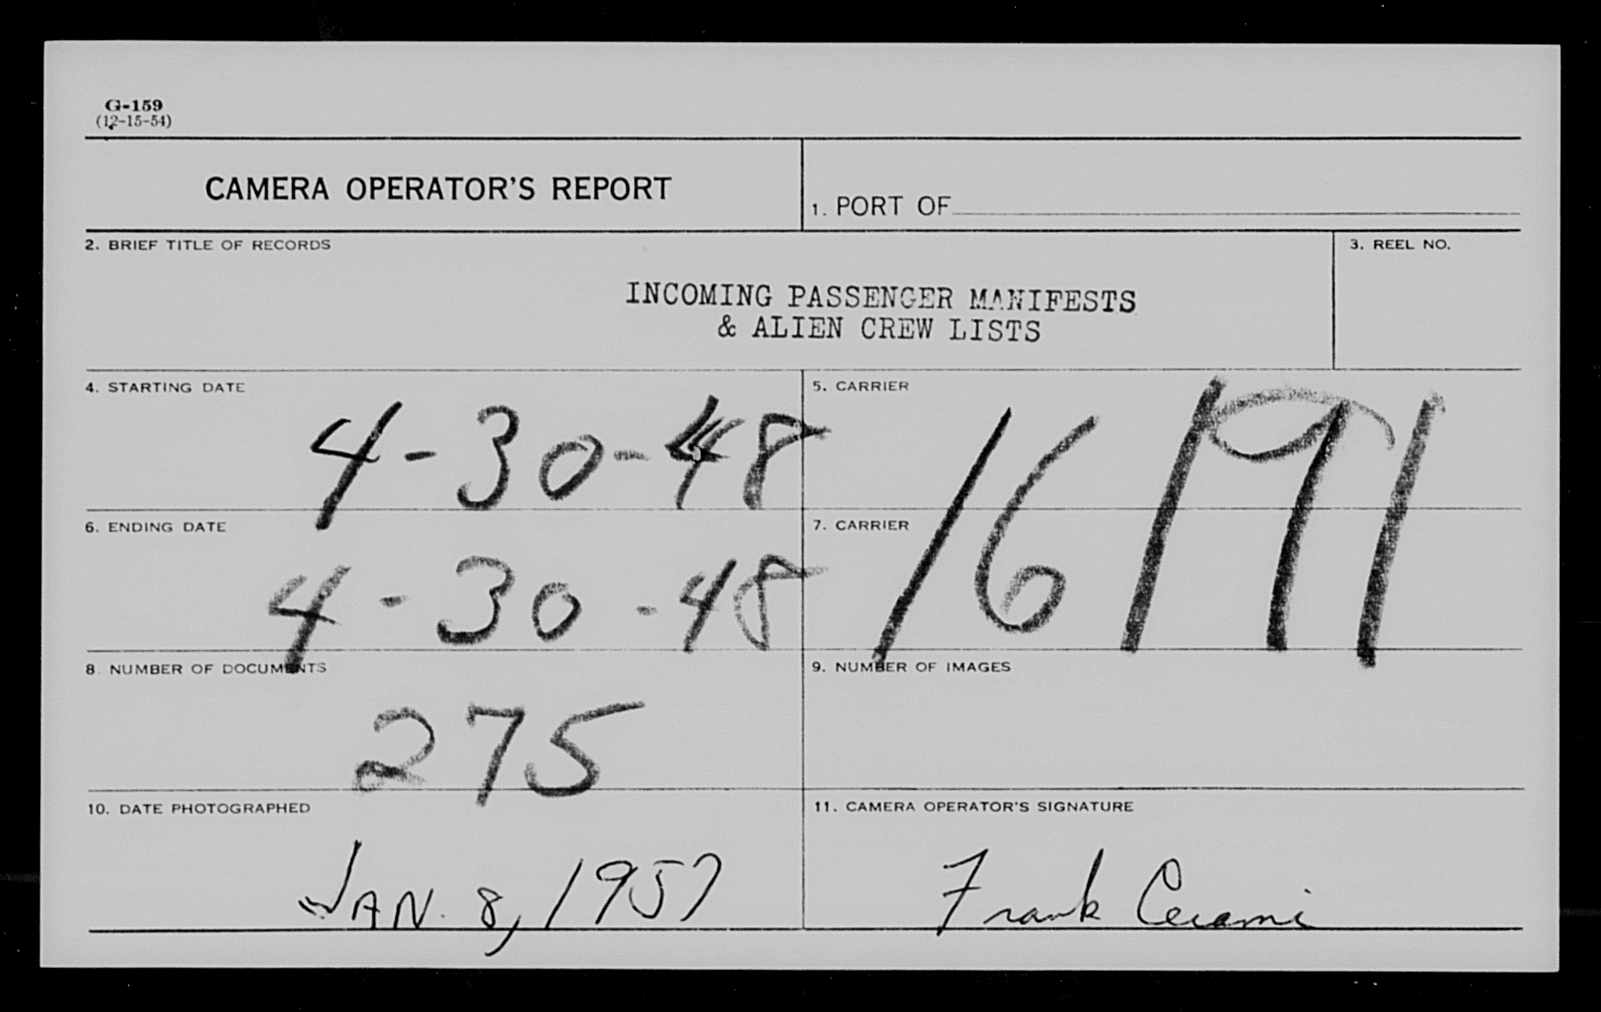 G-159
(12-15-54)
CAMERA OPERATOR'S REPORT
1. PORT OF
2. BRIEF TITLE OF RECORDS
3. REEL NO.
INCOMING PASSENGER MANIFESTS
& ALIEN CREW LISTS
4. STARTING DATE
4-30-48
5. CARRIER
16191
6. ENDING DATE
4-30-48
7. CARRIER
8. NUMBER OF DOCUMENTS
275
9. NUMBER OF IMAGES
10. DATE PHOTOGRAPHED
JAN. 8, 1957
11. CAMERA OPERATOR'S SIGNATURE
Frank Cerami